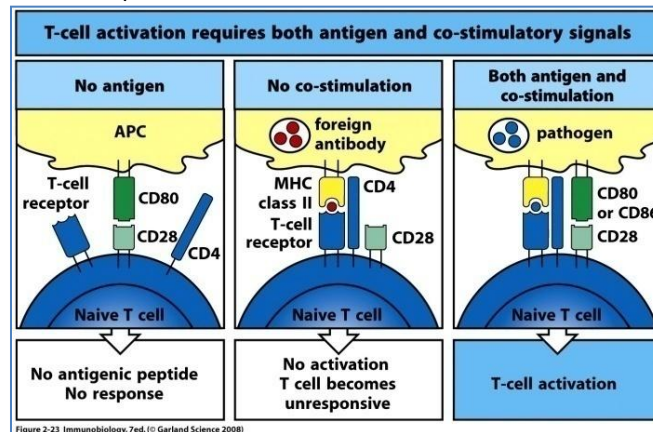 T-cell activation requires both antigen and co-stimulatory signals
No antigen
APC
T-cell
receptor
CD80
CD28
CD4
Naive T cell
No antigenic peptide
No response
No co-stimulation
foreign
antibody
MHC
class II
T-cell
receptor
CD4
CD28
Naive T cell
No activation
T cell becomes
unresponsive
Both antigen and
co-stimulation
pathogen
CD80
or CD86
CD28
Naive T cell
T-cell activation
Figure 2-23 Immunobiology, 7ed. (© Garland Science 2008)